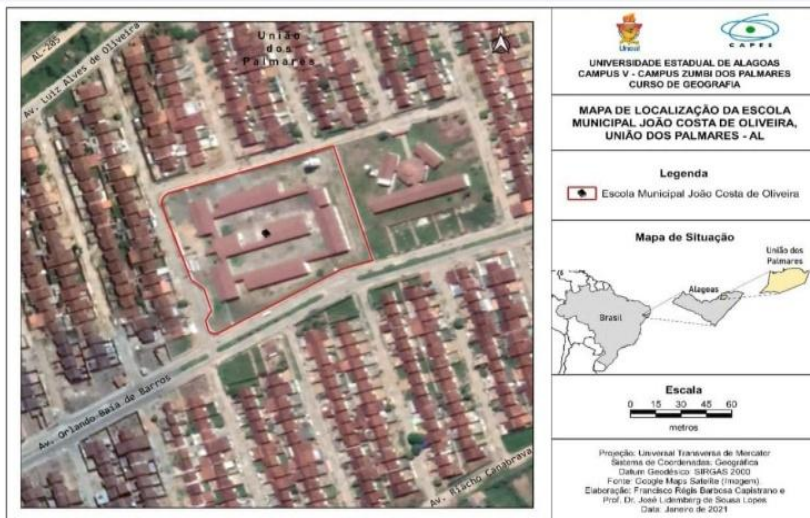 AL-205
Av. Luiz Alves de Oliveira
União
dos
Palmares
Av. Orlando Baía de Barros
Av. Riacho Canabrava
Uneal
CAPES
UNIVERSIDADE ESTADUAL DE ALAGOAS
CAMPUS V - CAMPUS ZUMBI DOS PALMARES
CURSO DE GEOGRAFIA
MAPA DE LOCALIZAÇÃO DA ESCOLA
MUNICIPAL JOÃO COSTA DE OLIVEIRA,
UNIÃO DOS PALMARES - AL
Legenda
Escola Municipal João Costa de Oliveira
Mapa de Situação
União dos
Palmares
Alagoas
Brasil
Escala
0 15 30 45 60
metros
Projeção: Universal Transversa de Mercator
Sistema de Coordenadas: Geográfica
Datum Geodésico: SIRGAS 2000
Fonte: Google Maps Satélite (Imagem)
Elaboração: Francisco Régis Barbosa Capistrano e
Prof. Dr. José Lidemberg de Sousa Lopes
Data: Janeiro de 2021